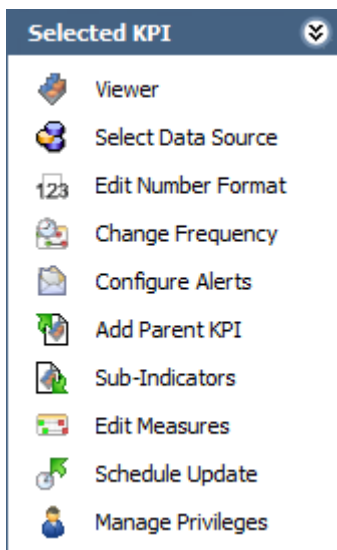 Selected KPI
Viewer
Select Data Source
123 Edit Number Format
Change Frequency
Configure Alerts
Add Parent KPI
Sub-Indicators
Edit Measures
Schedule Update
Manage Privileges